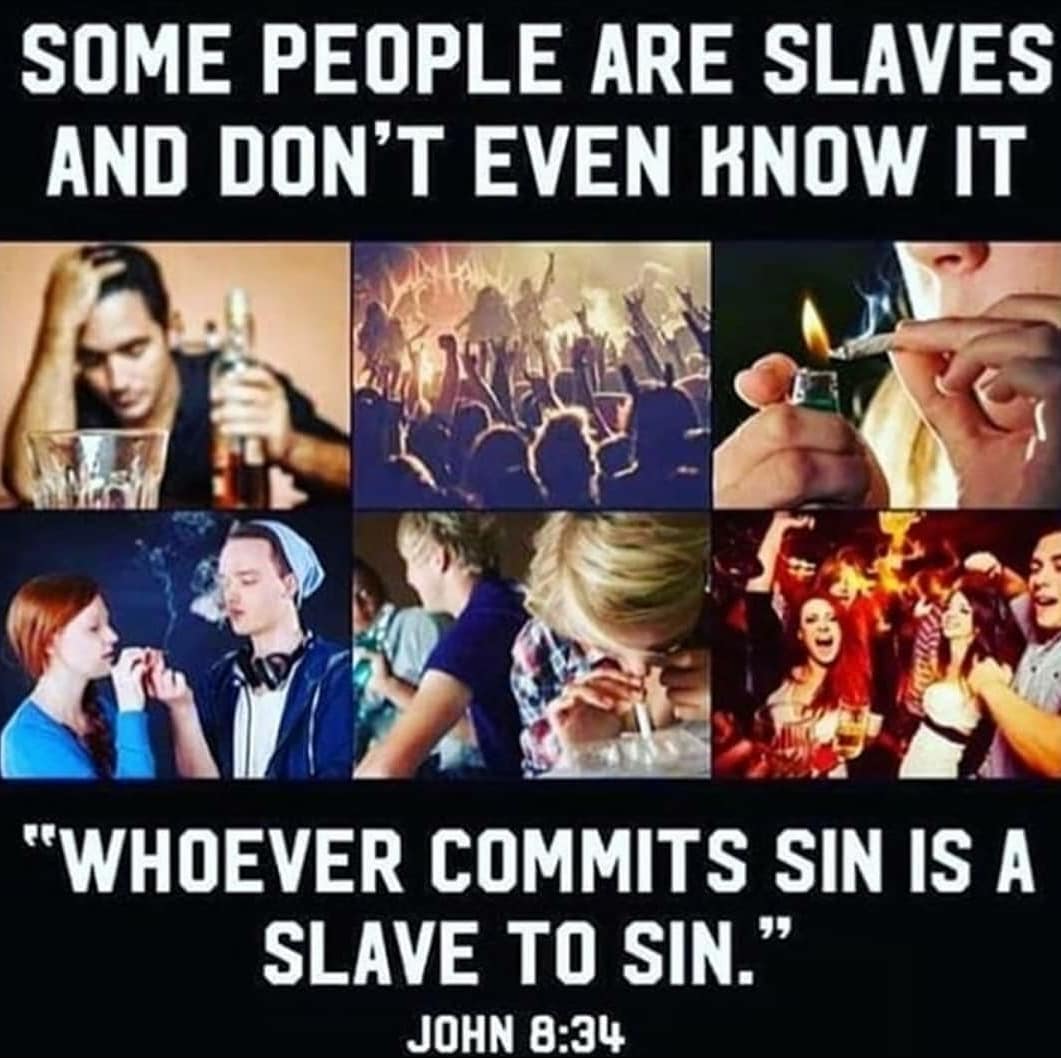 SOME PEOPLE ARE SLAVES
AND DON'T EVEN KNOW IT
"WHOEVER COMMITS SIN IS A
SLAVE TO SIN."
JOHN 8:34